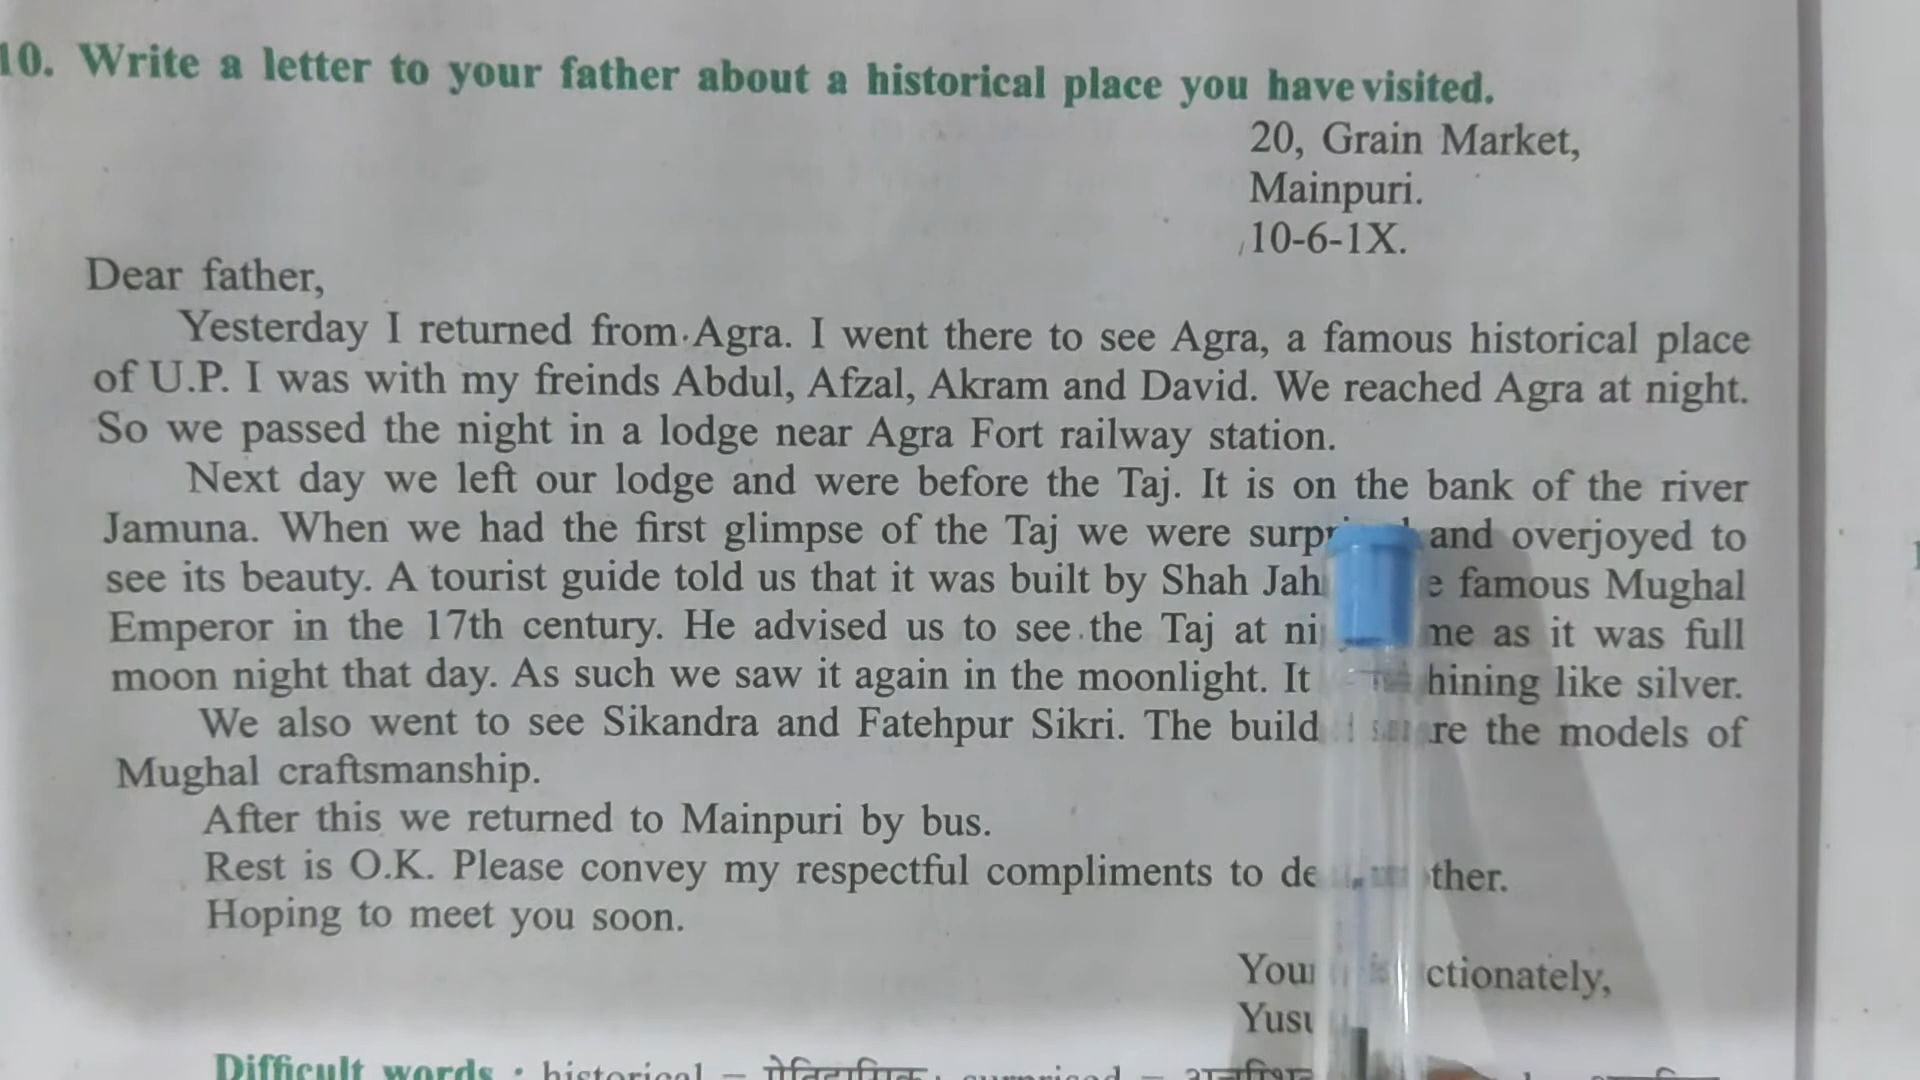 10. Write a letter to your father about a historical place you have visited.
20, Grain Market,
Mainpuri.
10-6-1X.
Dear father,
Yesterday I returned from Agra. I went there to see Agra, a famous historical place
of U.P. I was with my freinds Abdul, Afzal, Akram and David. We reached Agra at night.
So we passed the night in a lodge near Agra Fort railway station.
Next day we left our lodge and were before the Taj. It is on the bank of the river
Jamuna. When we had the first glimpse of the Taj we were and overjoyed to
see its beauty. A tourist guide told us that it was built by Shah famous Mughal
Emperor in the 17th century. He advised us to see the Taj at as it was full
moon night that day. As such we saw it again in the moonlight. It like silver.
We also went to see Sikandra and Fatehpur Sikri. The the models of
Mughal craftsmanship.
After this we returned to Mainpuri by bus.
Rest is O.K. Please convey my respectful compliments to
Hoping to meet you soon.
Difficult words : historical – ऐतिहासिक, surprised –